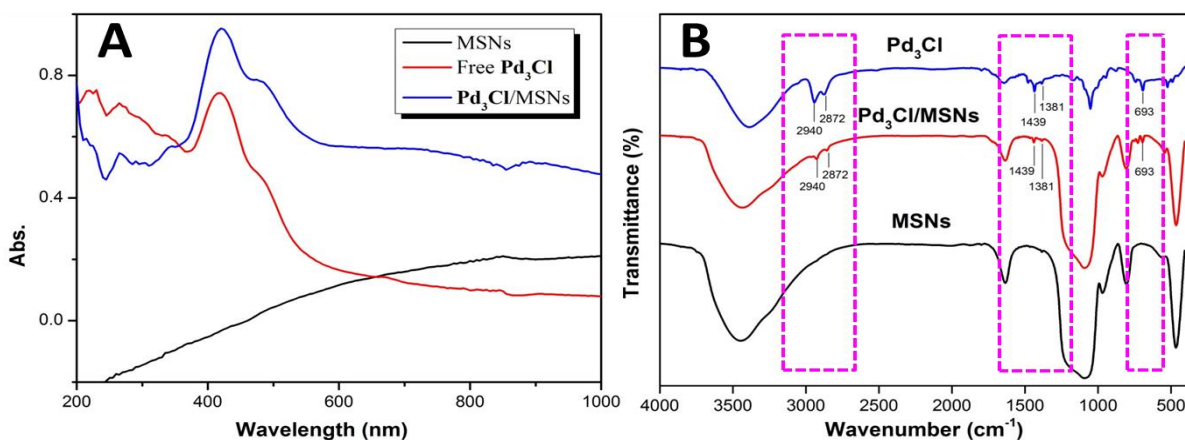 A
MSNs
Free Pd₃Cl
Pd₃Cl/MSNs
0.8
0.4
0.0
Abs.
200 400 600 800 1000
Wavelength (nm)
B
Pd₃Cl
2940 2872 1439 1381 693
Pd₃Cl/MSNs
2940 2872 1439 1381 693
MSNs
Transmittance (%)
4000 3500 3000 2500 2000 1500 1000 500
Wavenumber (cm⁻¹)